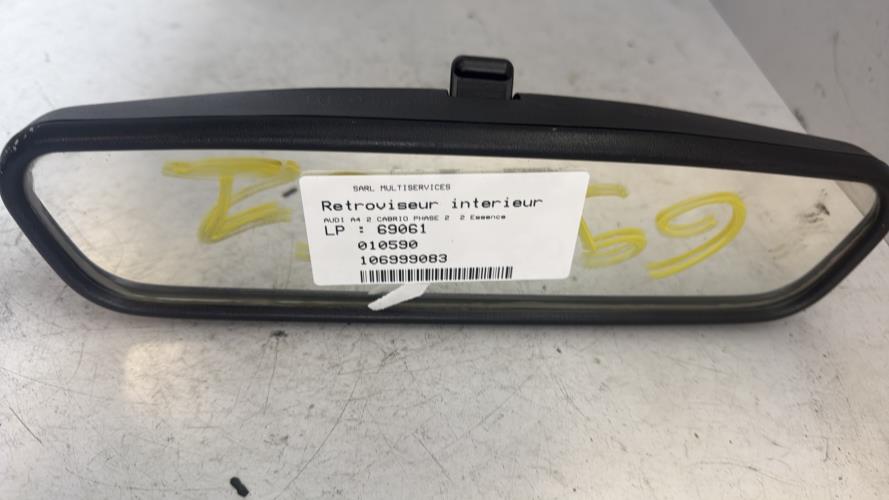 SARL MULTISERVICES
Retroviseur interieur
AUDI A4 2 CABRIO PHASE 2 2 Essence
LP : 69061
010590
106999083